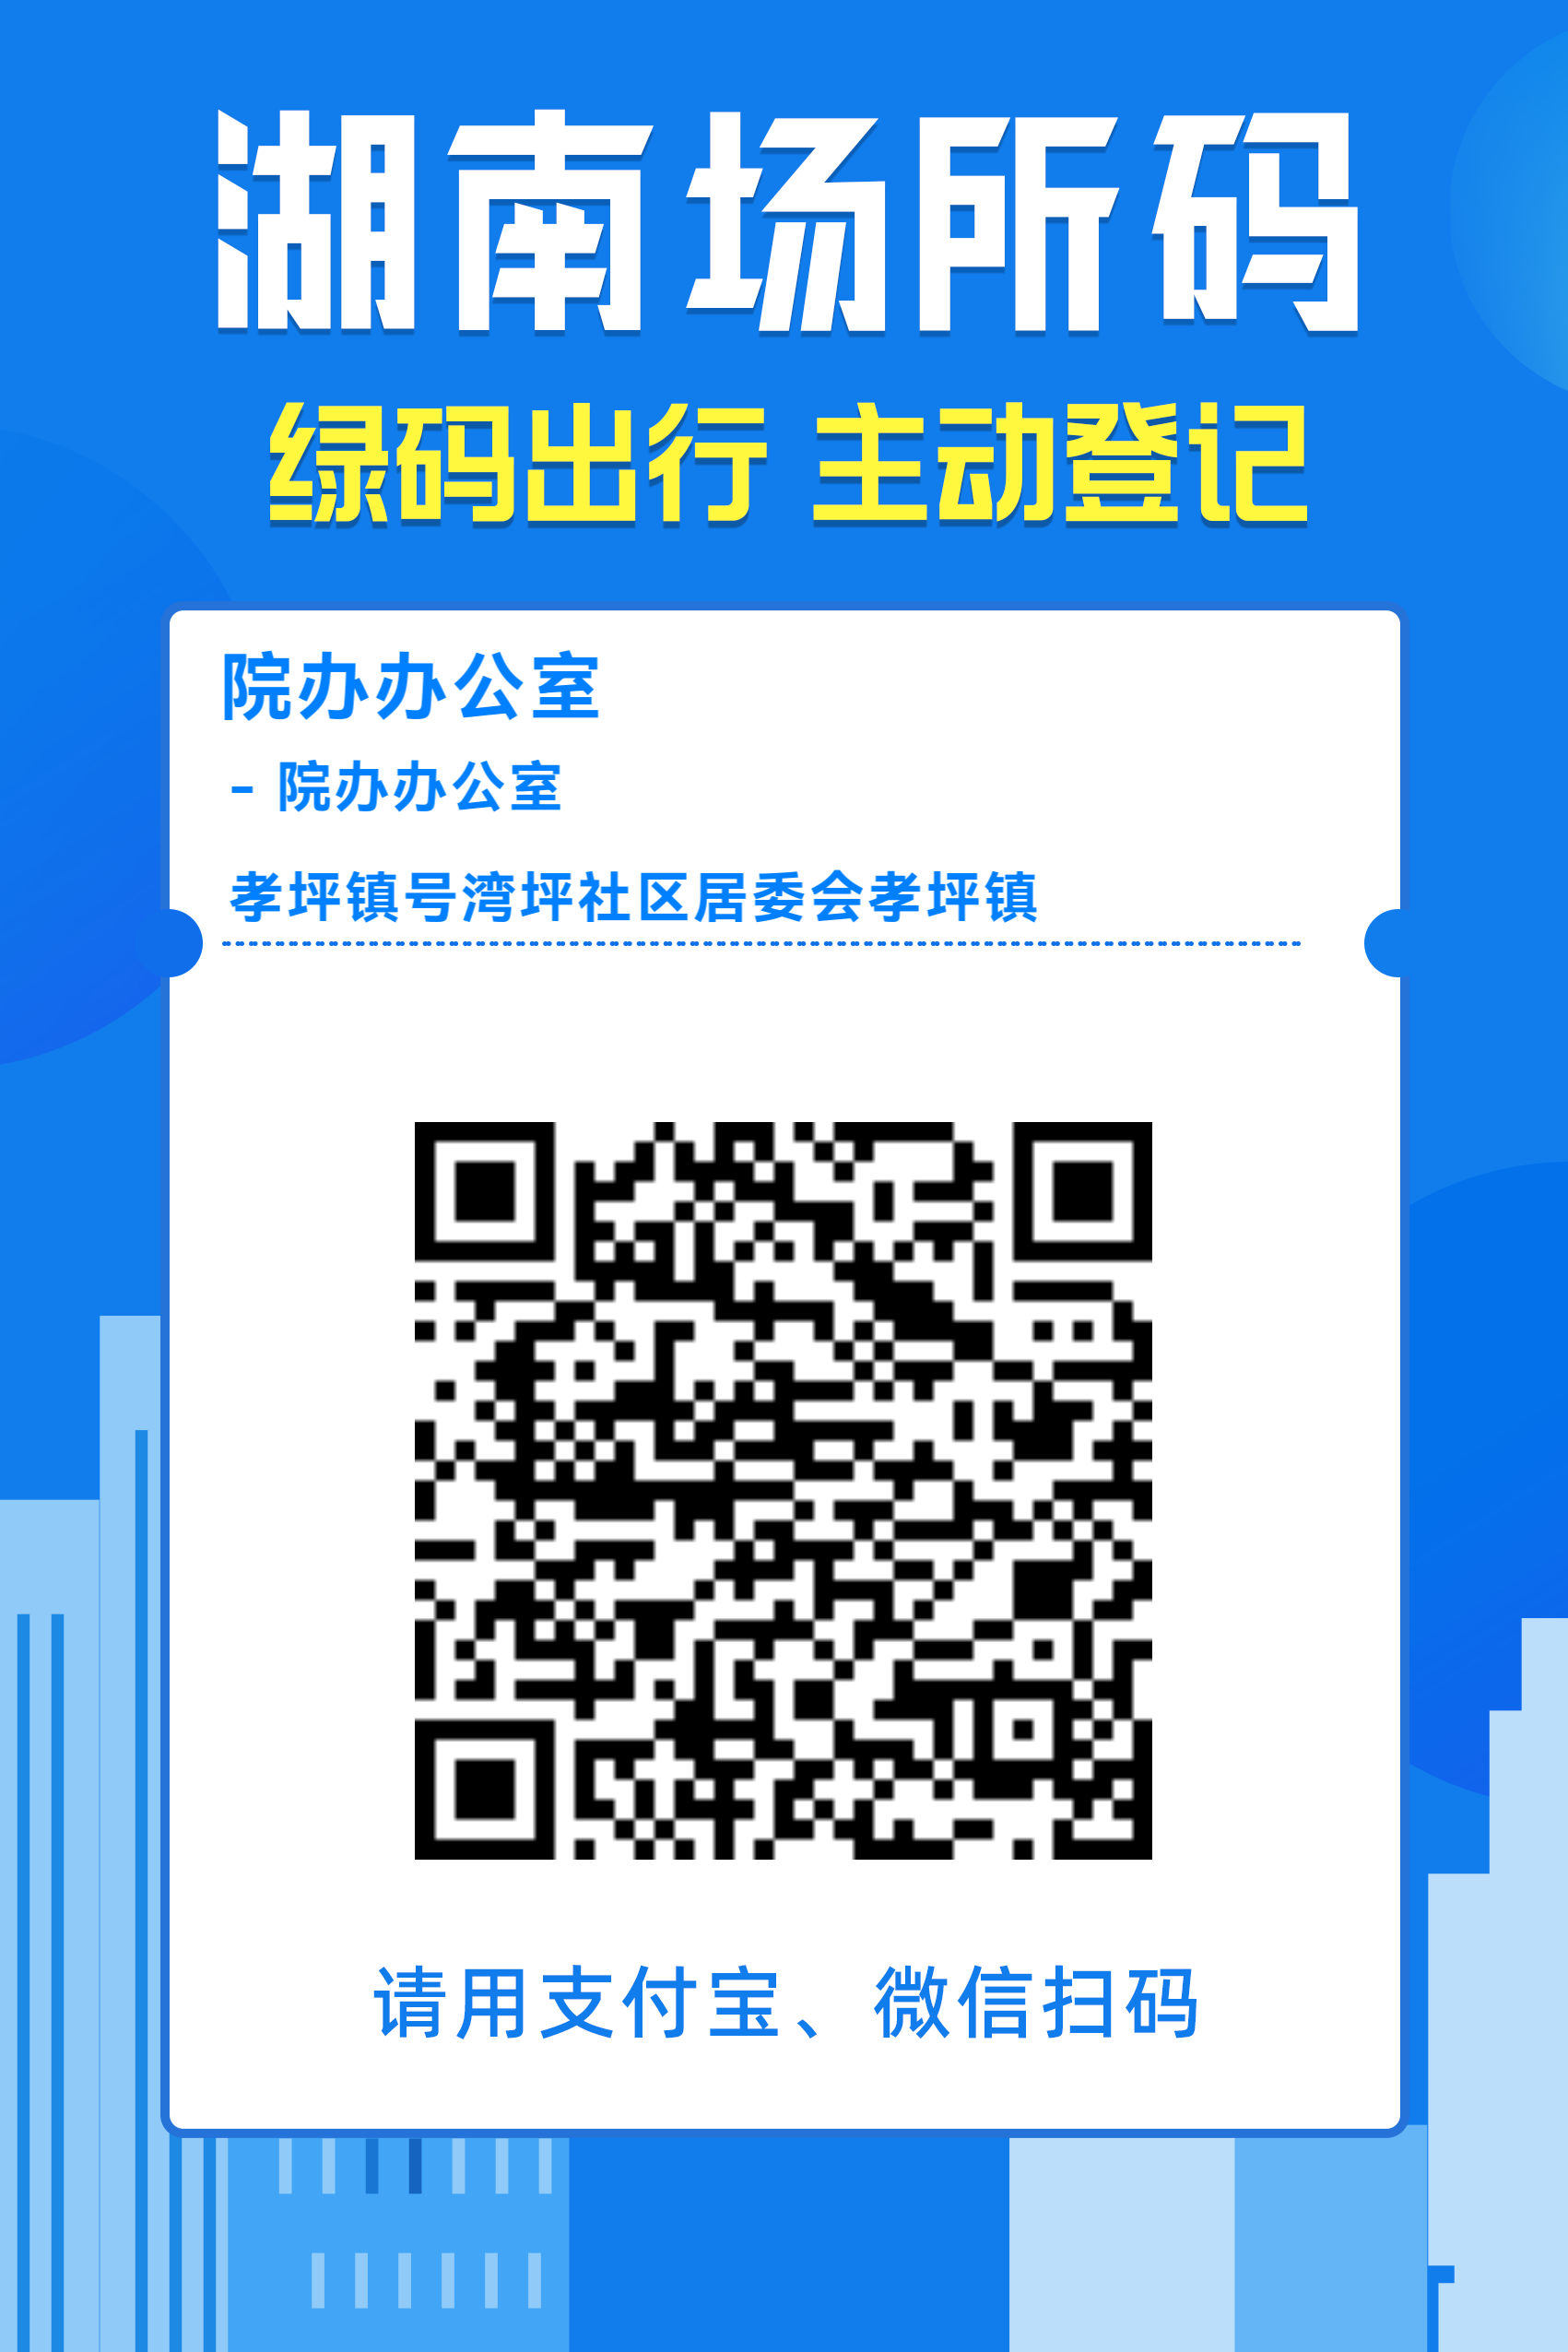 湖南场所码
绿码出行 主动登记
院办办公室
- 院办办公室
孝坪镇号湾坪社区居委会孝坪镇
请用支付宝、微信扫码